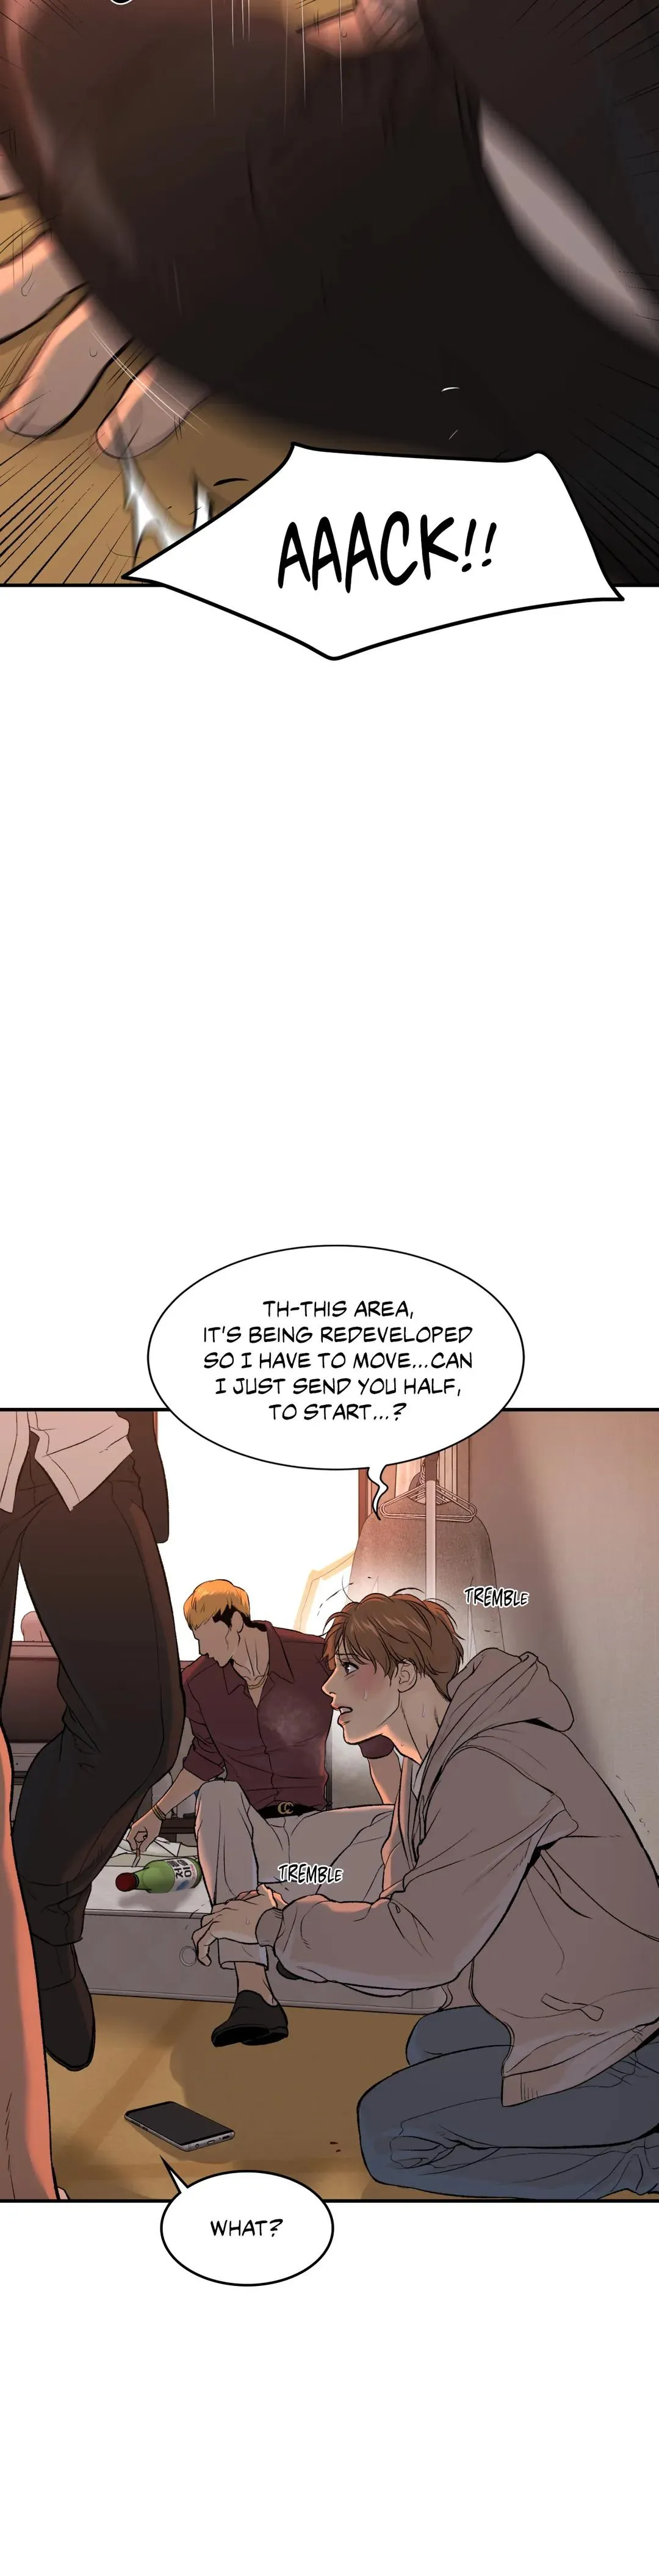 AAACK!!
TH-THIS AREA,
IT'S BEING REDEVELOPED
SO I HAVE TO MOVE...CAN
I JUST SEND YOU HALF,
TO START...?
TREMBLE
TREMBLE
WHAT?